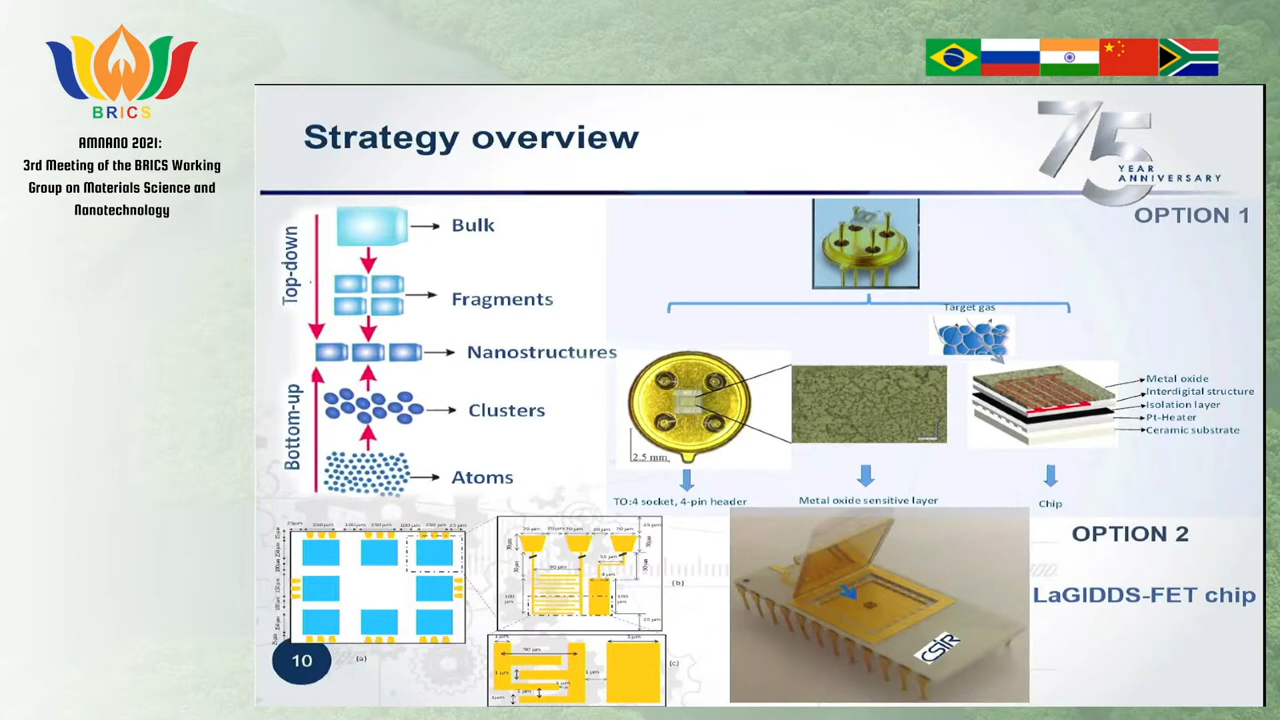 BRICS
AMNANO 2021:
3rd Meeting of the BRICS Working
Group on Materials Science and
Nanotechnology
Strategy overview
75
YEAR
ANNIVERSARY
OPTION 1
Top-down
Bottom-up
Bulk
Fragments
Nanostructures
Clusters
Atoms
Target gas
2.5 mm
Metal oxide
Interdigital structure
Isolation layer
Pt-Heater
Ceramic substrate
TO:4 socket, 4-pin header
Metal oxide sensitive layer
Chip
OPTION 2
LaGIDDS-FET chip
CSIR
(a)
(b)
90 µm
(c)
10